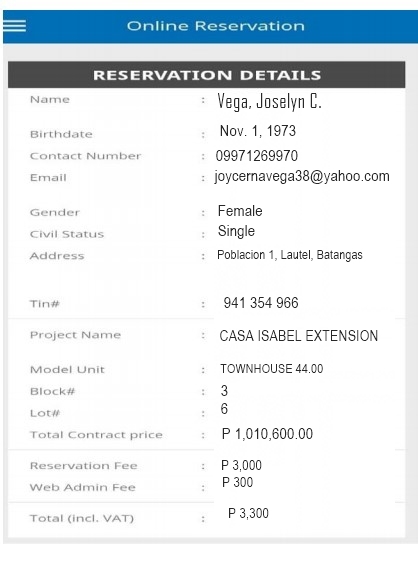 Online Reservation
RESERVATION DETAILS
Name : Vega, Joselyn C.
Birthdate : Nov. 1, 1973
Contact Number : 09971269970
Email : joycernavega38@yahoo.com
Gender : Female
Civil Status : Single
Address : Poblacion 1, Lautel, Batangas
Tin# : 941 354 966
Project Name : CASA ISABEL EXTENSION
Model Unit : TOWNHOUSE 44.00
Block# : 3
Lot# : 6
Total Contract price : P 1,010,600.00
Reservation Fee : P 3,000
Web Admin Fee : P 300
Total (incl. VAT) : P 3,300